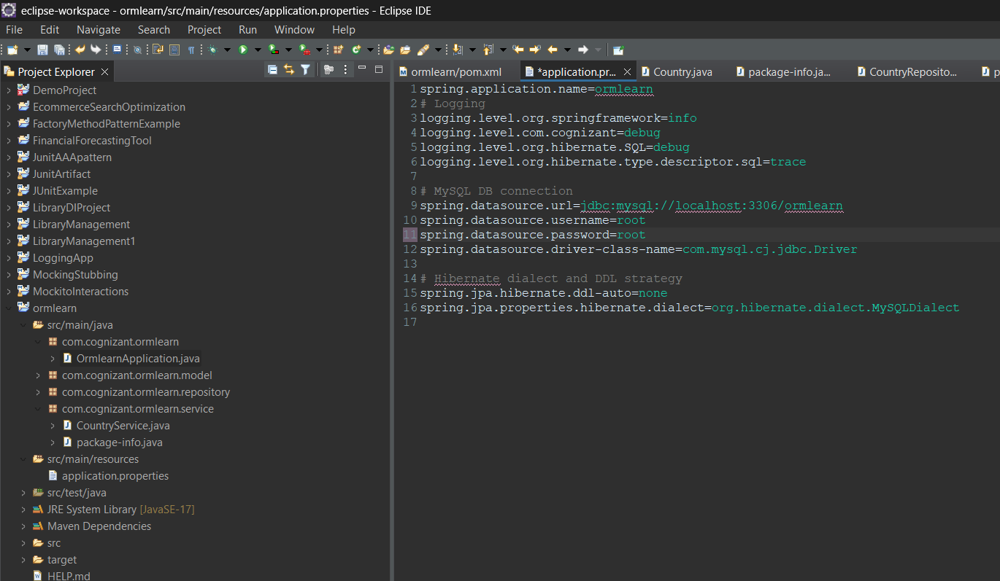 eclipse-workspace - ormlearn/src/main/resources/application.properties - Eclipse IDE
File Edit Navigate Search Project Run Window Help
Project Explorer
DemoProject
EcommerceSearchOptimization
FactoryMethodPatternExample
FinancialForecastingTool
JunitAAApattern
JunitArtifact
JUnitExample
LibraryDIProject
LibraryManagement
LibraryManagement1
LoggingApp
MockingStubbing
MockitoInteractions
ormlearn
src/main/java
com.cognizant.ormlearn
OrmlearnApplication.java
com.cognizant.ormlearn.model
com.cognizant.ormlearn.repository
com.cognizant.ormlearn.service
CountryService.java
package-info.java
src/main/resources
application.properties
src/test/java
JRE System Library [JavaSE-17]
Maven Dependencies
src
target
HELP.md
ormlearn/pom.xml *application.pr... Country.java package-info.ja... CountryReposito... p
1 spring.application.name=ormlearn
2 # Logging
3 logging.level.org.springframework=info
4 logging.level.com.cognizant=debug
5 logging.level.org.hibernate.SQL=debug
6 logging.level.org.hibernate.type.descriptor.sql=trace
7
8 # MySQL DB connection
9 spring.datasource.url=jdbc:mysql://localhost:3306/ormlearn
10 spring.datasource.username=root
11 spring.datasource.password=root
12 spring.datasource.driver-class-name=com.mysql.cj.jdbc.Driver
13
14 # Hibernate dialect and DDL strategy
15 spring.jpa.hibernate.ddl-auto=none
16 spring.jpa.properties.hibernate.dialect=org.hibernate.dialect.MySQLDialect
17